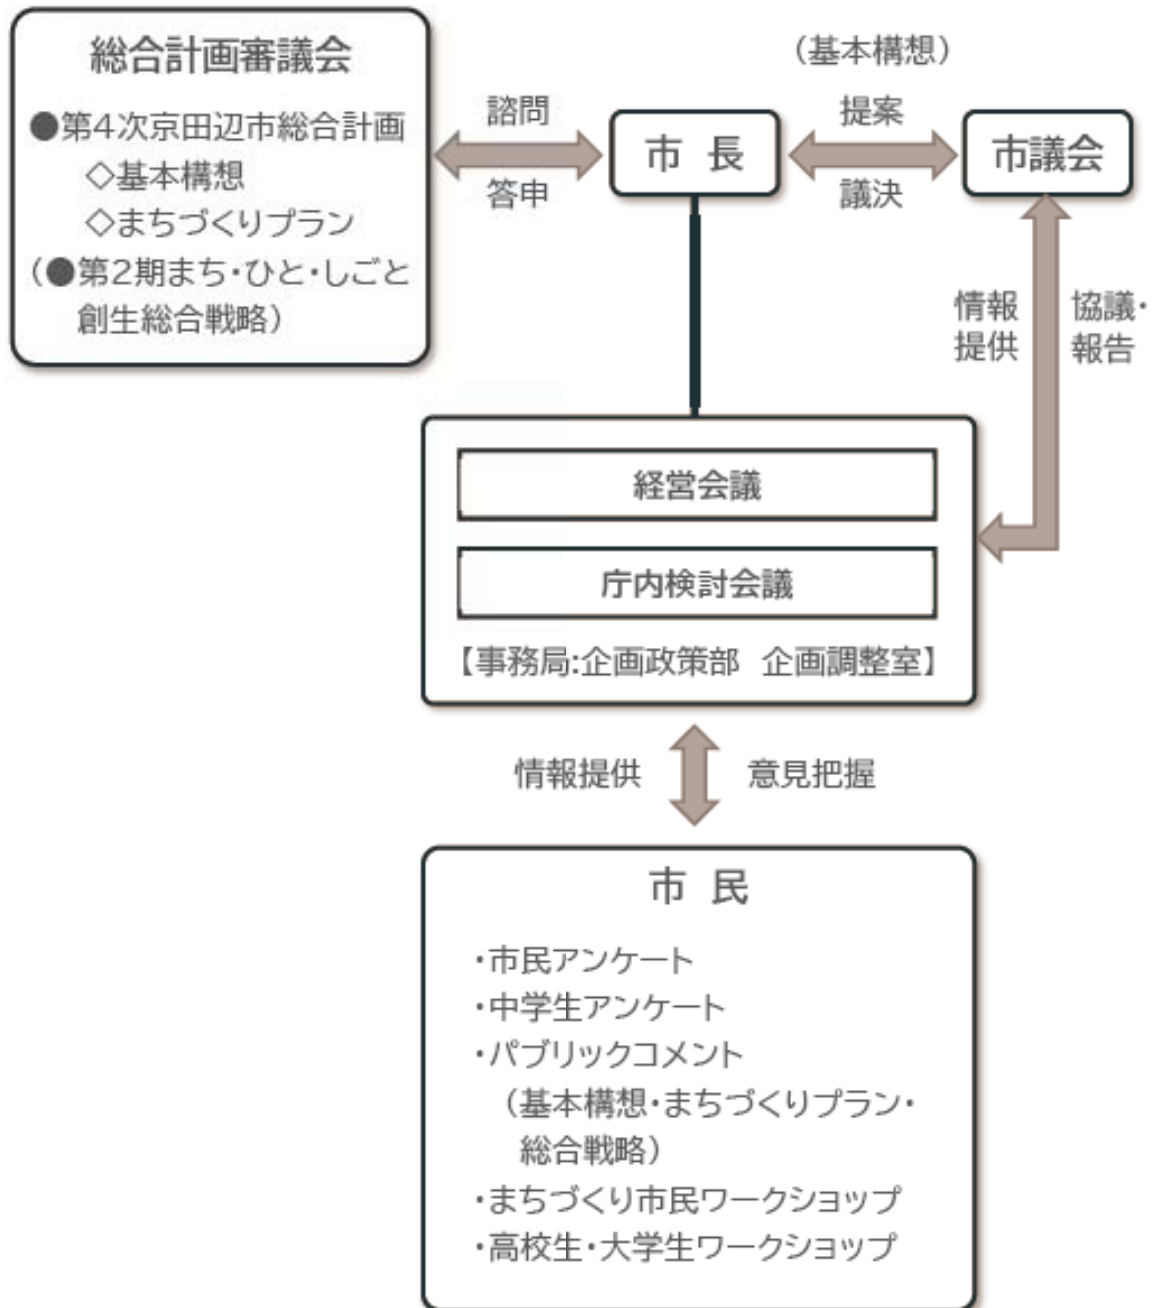 総合計画審議会
●第4次京田辺市総合計画
◇基本構想
◇まちづくりプラン
(●第2期まち・ひと・しごと
創生総合戦略)
諮問
答申
市 長
(基本構想)
提案
議決
市議会
情報
提供
協議・
報告
経営会議
庁内検討会議
【事務局:企画政策部 企画調整室】
情報提供
意見把握
市 民
・市民アンケート
・中学生アンケート
・パブリックコメント
(基本構想・まちづくりプラン・
総合戦略)
・まちづくり市民ワークショップ
・高校生・大学生ワークショップ